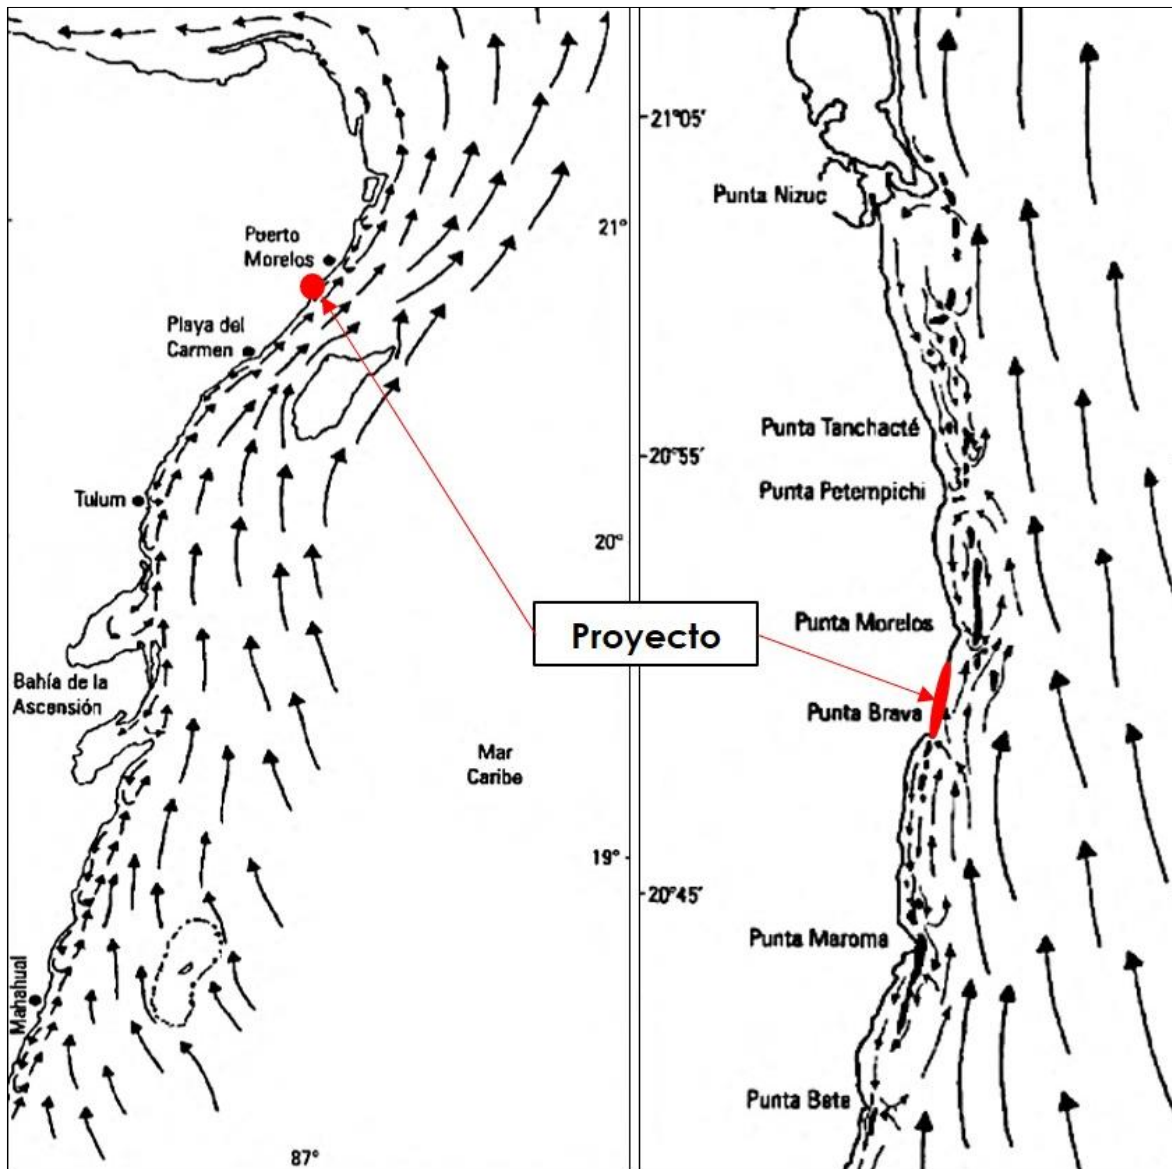 Puerto
Morelos
Playa del
Carmen
Tulum
Bahía de la
Ascensión
Mahahual
Mar
Caribe
21°
20°
19°
87°
Proyecto
21°05′
20°55′
20°45′
Punta Nizuc
Punta Tanchacté
Punta Petempichi
Punta Morelos
Punta Brava
Punta Maroma
Punta Bete